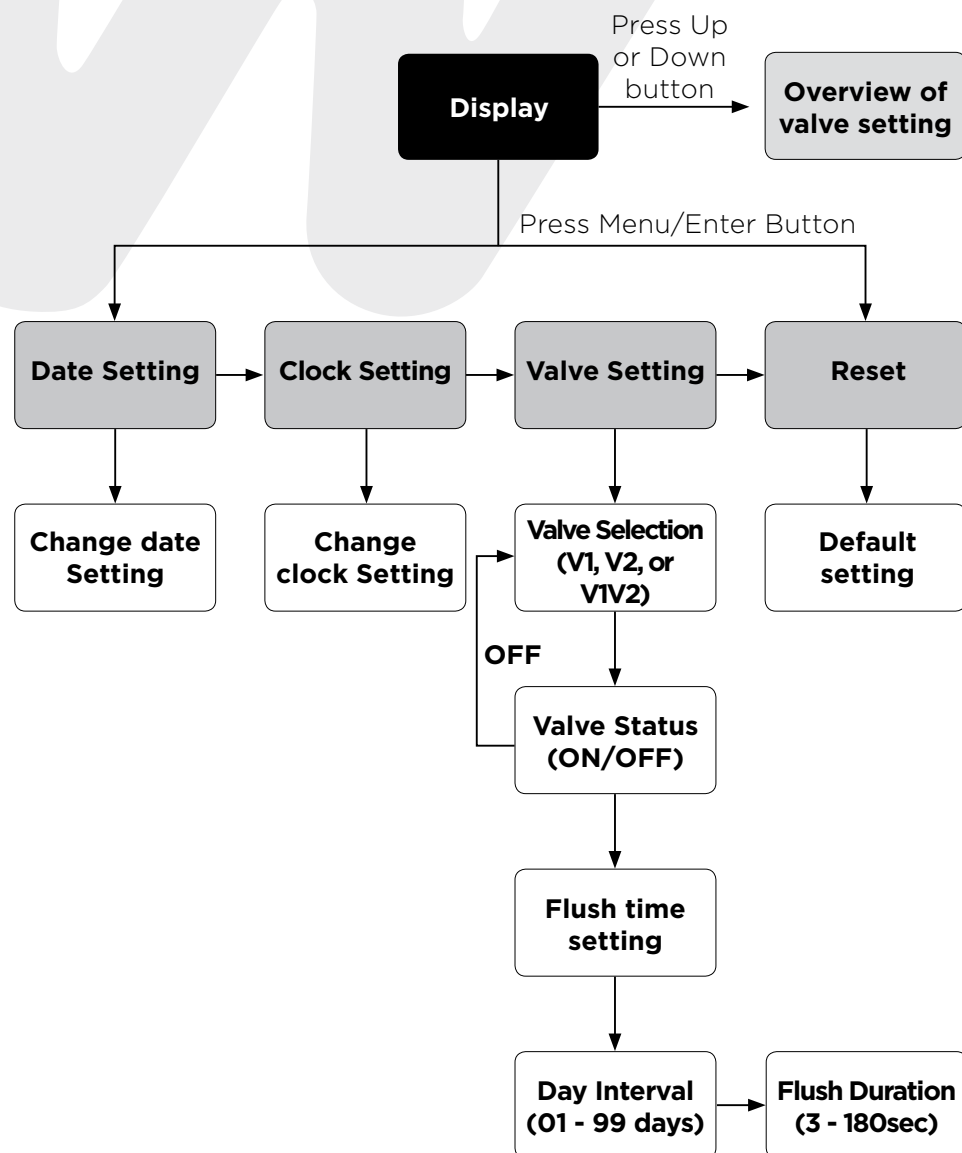 Press Up
or Down
button
Display
Overview of
valve setting
Press Menu/Enter Button
Date Setting
Clock Setting
Valve Setting
Reset
Change date
Setting
Change
clock Setting
Valve Selection
(V1, V2, or
V1V2)
Default
setting
OFF
Valve Status
(ON/OFF)
Flush time
setting
Day Interval
(01 - 99 days)
Flush Duration
(3 - 180sec)